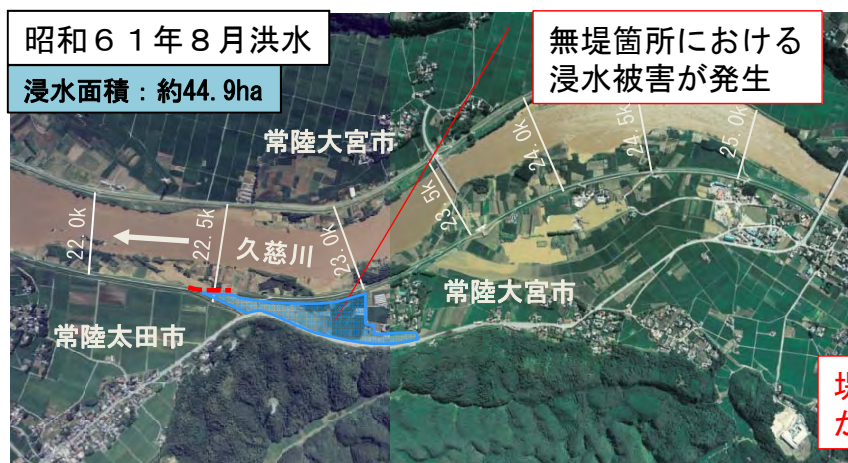 昭和６１年８月洪水
浸水面積：約44.9ha
無堤箇所における
浸水被害が発生
常陸大宮市
22.0k
22.5k
23.0k
23.5k
24.0k
24.5k
25.0k
久慈川
常陸大宮市
常陸太田市